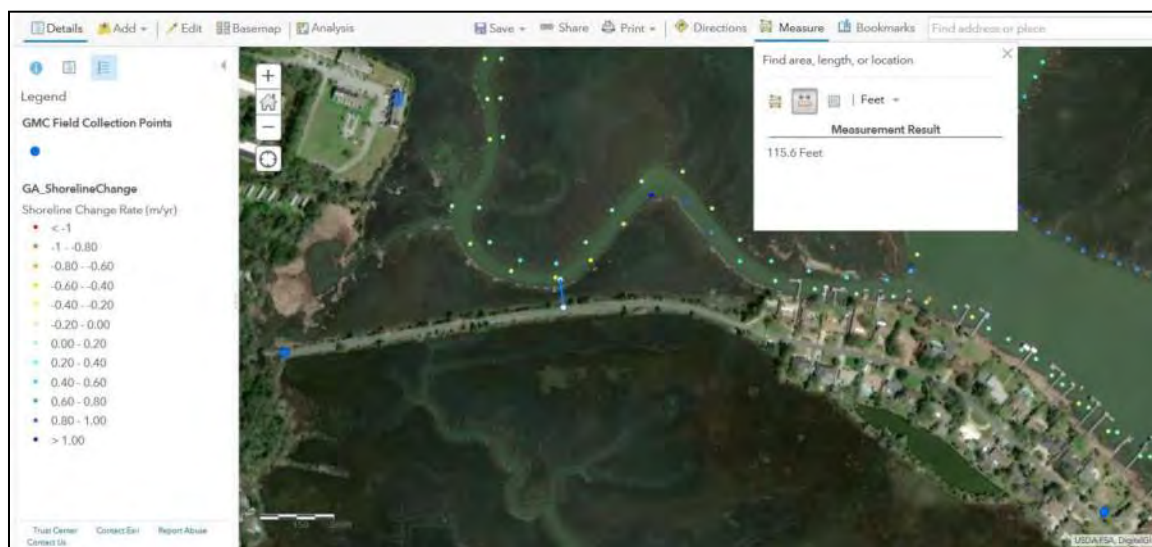 Details Add Edit Basemap Analysis Save Share Print Directions Measure Bookmarks Find address or place
Find area, length, or location
Feet
Measurement Result
115.6 Feet
+
−
Legend
GMC Field Collection Points
GA_ShorelineChange
Shoreline Change Rate (m/yr)
< -1
-1 - -0.80
-0.80 - -0.60
-0.60 - -0.40
-0.40 - -0.20
-0.20 - 0.00
0.00 - 0.20
0.20 - 0.40
0.40 - 0.60
0.60 - 0.80
0.80 - 1.00
> 1.00
Trust Center Contact Esri Report Abuse
Contact Us
USDA FSA, DigitalGl